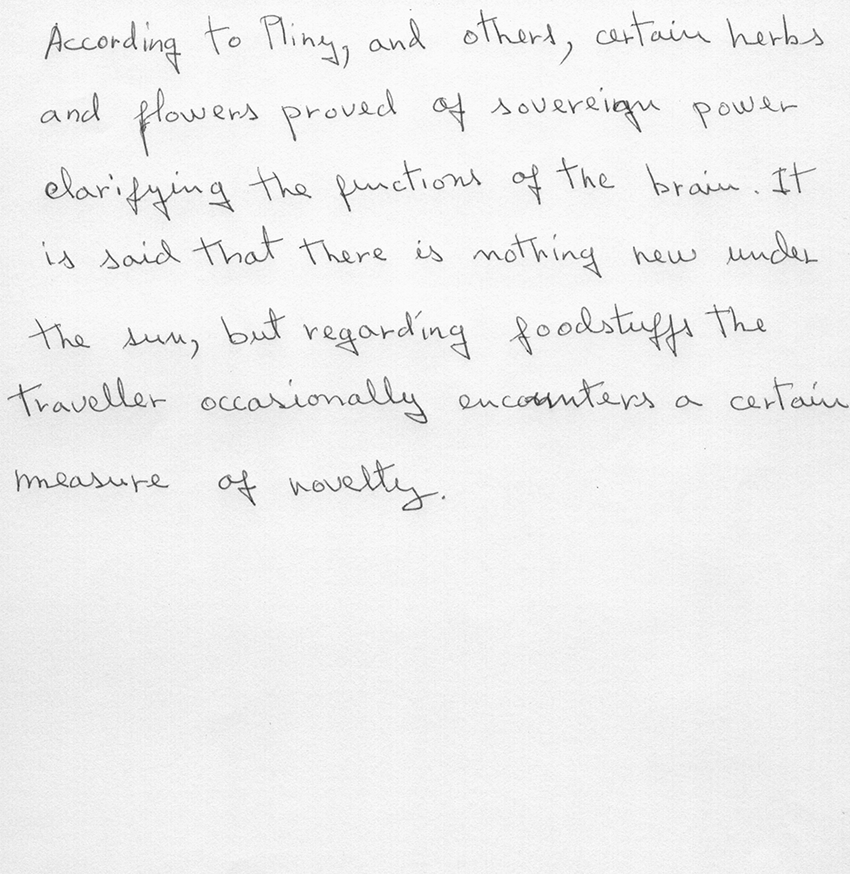 According to Pliny, and others, certain herbs
and flowers proved of sovereign power
clarifying the functions of the brain. It
is said that there is nothing new under
the sun, but regarding foodstuffs the
traveller occasionally encounters a certain
measure of novelty.